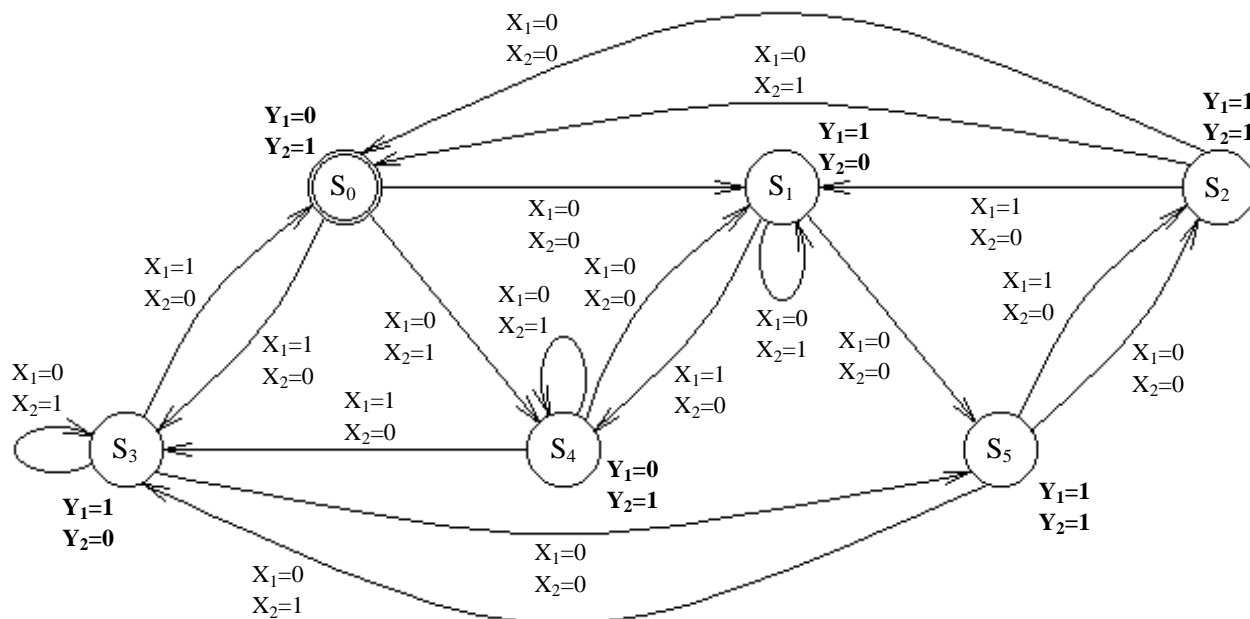 X₁=0
X₂=0
X₁=0
X₂=1
Y₁=0
Y₂=1
Y₁=1
Y₂=0
Y₁=1
Y₂=1
S₀
S₁
S₂
X₁=0
X₂=0
X₁=1
X₂=0
X₁=1
X₂=0
X₁=0
X₂=0
X₁=1
X₂=0
X₁=0
X₂=1
X₁=0
X₂=1
X₁=1
X₂=0
X₁=0
X₂=1
X₁=0
X₂=0
X₁=0
X₂=0
X₁=0
X₂=1
X₁=1
X₂=0
X₁=1
X₂=0
S₃
S₄
S₅
Y₁=1
Y₂=0
Y₁=0
Y₂=1
Y₁=1
Y₂=1
X₁=0
X₂=0
X₁=0
X₂=1